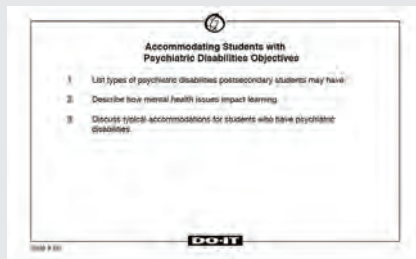 Accommodating Students with
Psychiatric Disabilities Objectives
1 List types of psychiatric disabilities postsecondary students may have.
2 Describe how mental health issues impact learning.
3 Discuss typical accommodations for students who have psychiatric
disabilities.
DO-IT